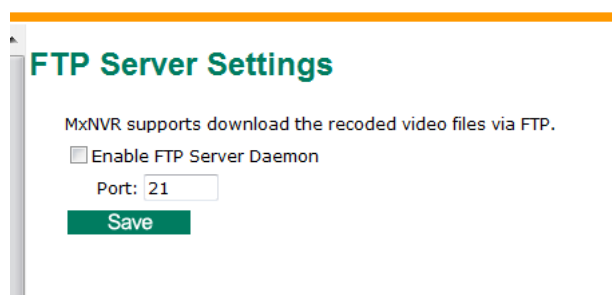 FTP Server Settings
MxNVR supports download the recoded video files via FTP.
Enable FTP Server Daemon
Port: 21
Save